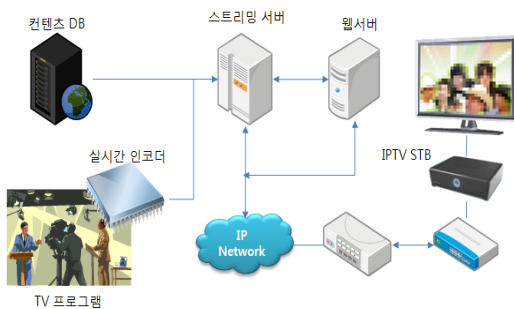 컨텐츠 DB
스트리밍 서버
웹서버
실시간 인코더
IPTV STB
IP
Network
TV 프로그램